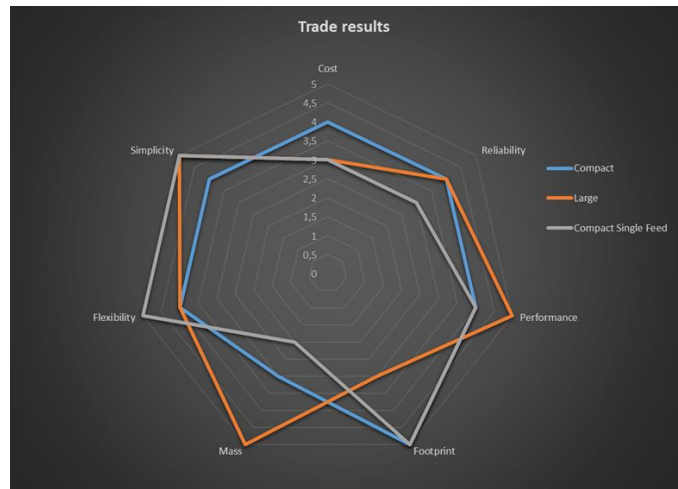 Trade results
Cost
5
4,5
4
3,5
3
2,5
2
1,5
1
0,5
0
Reliability
Performance
Footprint
Mass
Flexibility
Simplicity
Compact
Large
Compact Single Feed